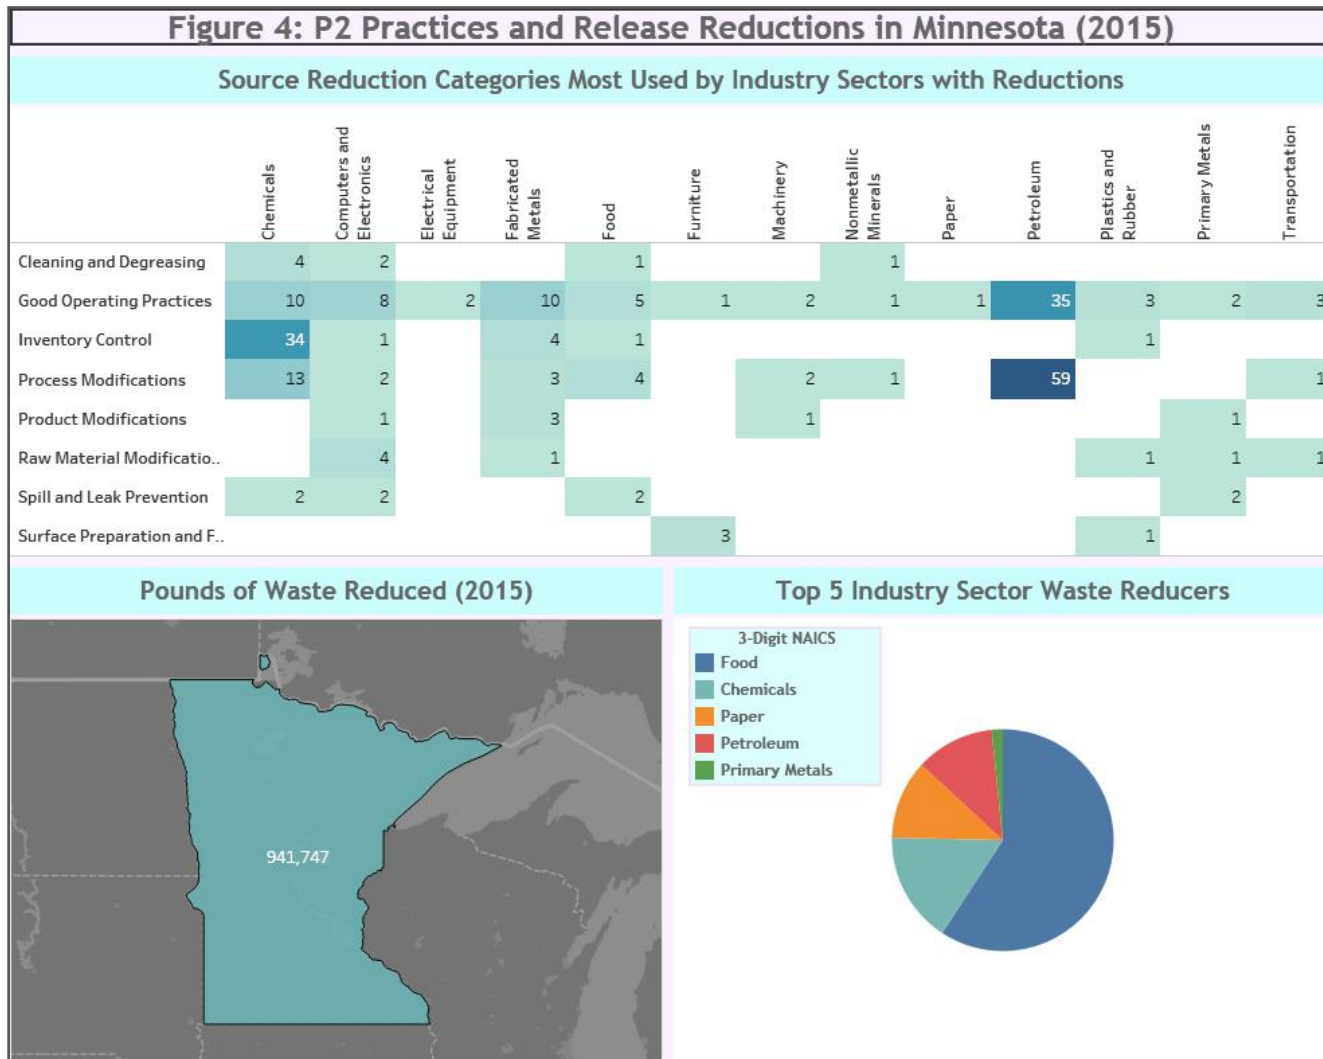 Figure 4: P2 Practices and Release Reductions in Minnesota (2015)
Source Reduction Categories Most Used by Industry Sectors with Reductions
Chemicals
Computers and
Electronics
Electrical
Equipment
Fabricated
Metals
Food
Furniture
Machinery
Nonmetallic
Minerals
Paper
Petroleum
Plastics and
Rubber
Primary Metals
Transportation
Cleaning and Degreasing 4 2 1 1
Good Operating Practices 10 8 2 10 5 1 2 1 1 35 3 2 3
Inventory Control 34 1 4 1 1
Process Modifications 13 2 3 4 2 1 59 1
Product Modifications 1 3 1 1
Raw Material Modificatio.. 4 1 1 1 1
Spill and Leak Prevention 2 2 2 2
Surface Preparation and F.. 3 1
Pounds of Waste Reduced (2015)
941,747
Top 5 Industry Sector Waste Reducers
3-Digit NAICS
Food
Chemicals
Paper
Petroleum
Primary Metals